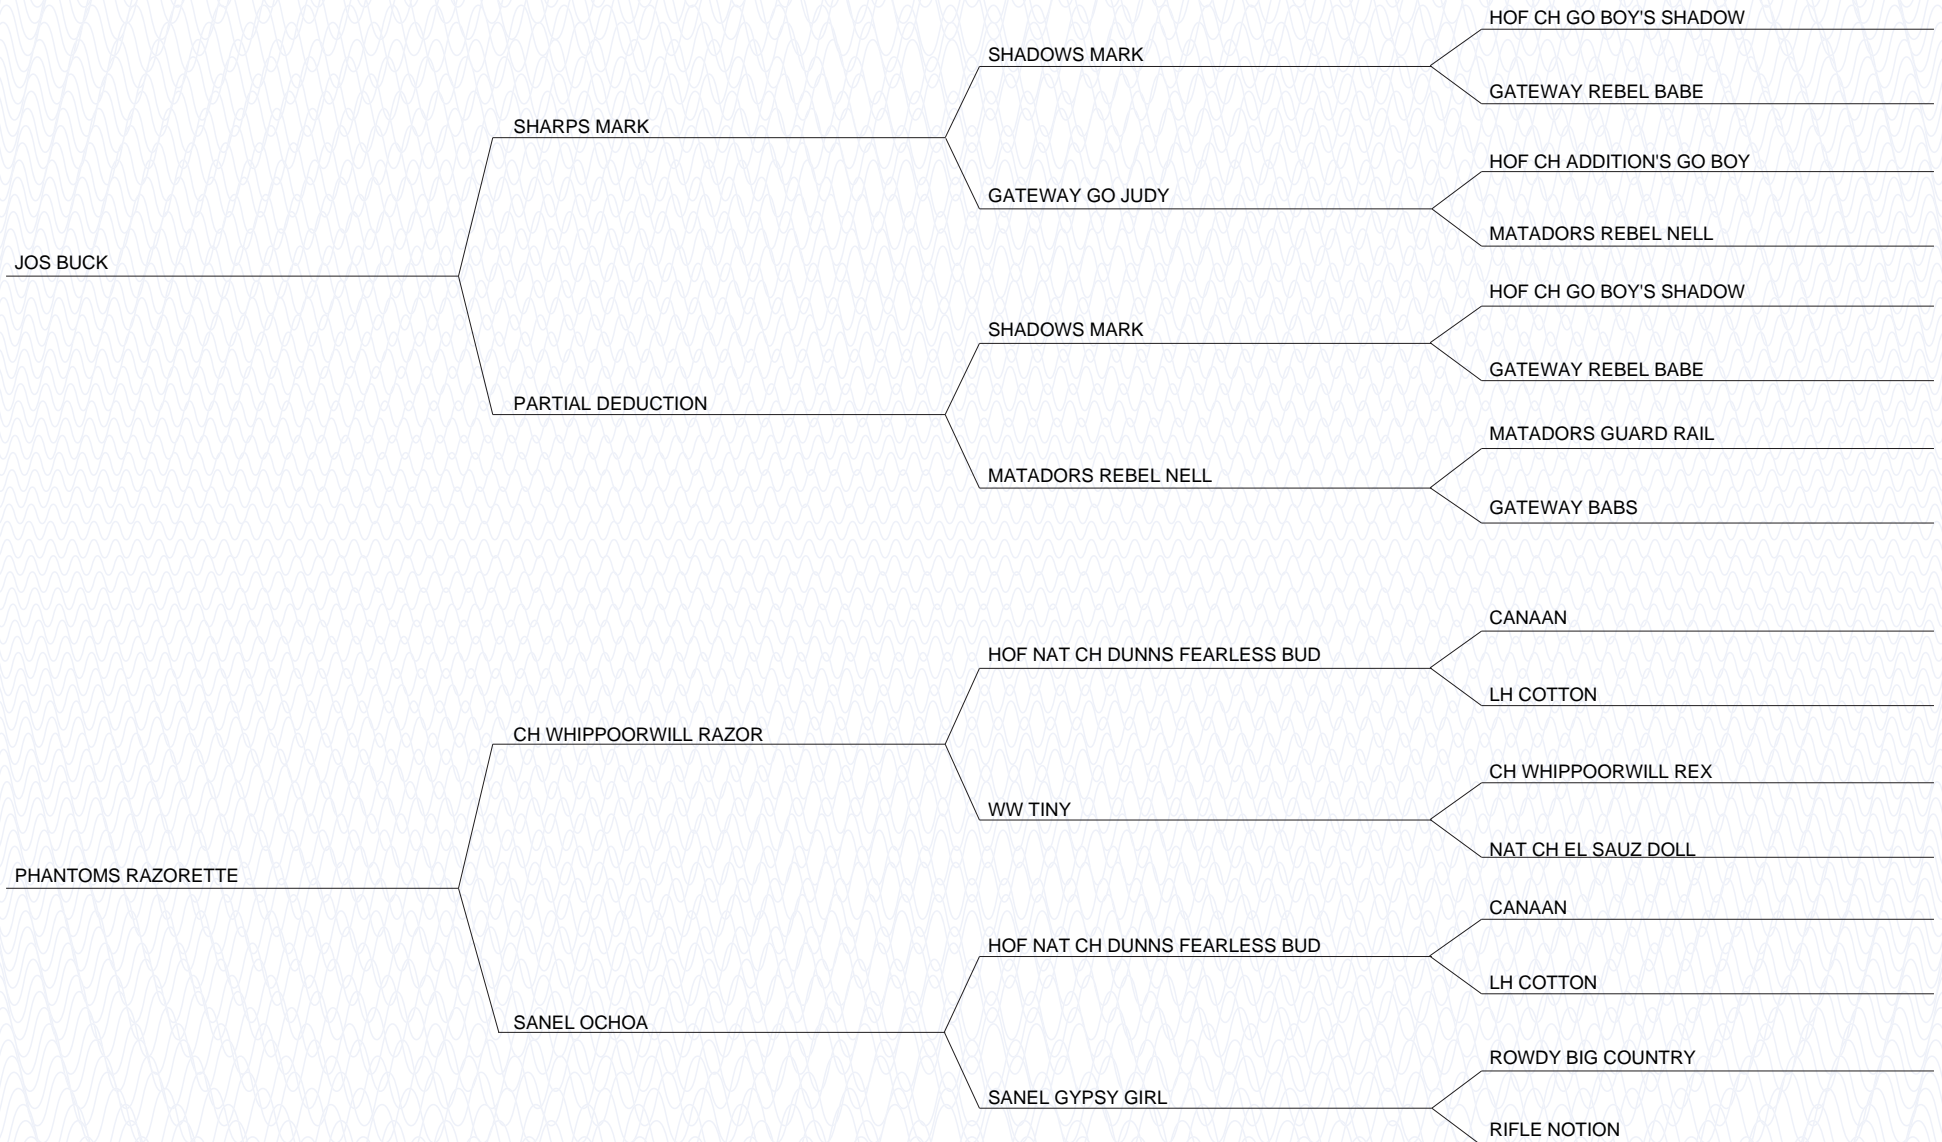 HOF CH GO BOY'S SHADOW
SHADOWS MARK
GATEWAY REBEL BABE
SHARPS MARK
HOF CH ADDITION'S GO BOY
GATEWAY GO JUDY
MATADORS REBEL NELL
JOS BUCK
HOF CH GO BOY'S SHADOW
SHADOWS MARK
GATEWAY REBEL BABE
PARTIAL DEDUCTION
MATADORS GUARD RAIL
MATADORS REBEL NELL
GATEWAY BABS
CANAAN
HOF NAT CH DUNNS FEARLESS BUD
LH COTTON
CH WHIPPOORWILL RAZOR
CH WHIPPOORWILL REX
WW TINY
NAT CH EL SAUZ DOLL
PHANTOMS RAZORETTE
CANAAN
HOF NAT CH DUNNS FEARLESS BUD
LH COTTON
SANEL OCHOA
ROWDY BIG COUNTRY
SANEL GYPSY GIRL
RIFLE NOTION